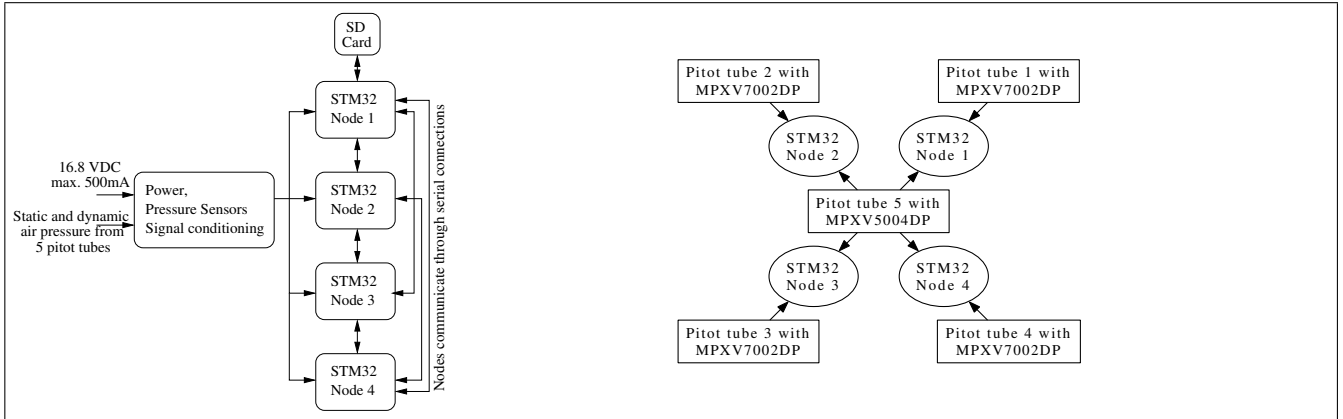 SD
Card
STM32
Node 1
STM32
Node 2
STM32
Node 3
STM32
Node 4
16.8 VDC
max. 500mA
Static and dynamic
air pressure from
5 pitot tubes
Power,
Pressure Sensors
Signal conditioning
Nodes communicate through serial connections
Pitot tube 2 with
MPXV7002DP
Pitot tube 1 with
MPXV7002DP
STM32
Node 2
STM32
Node 1
Pitot tube 5 with
MPXV5004DP
STM32
Node 3
STM32
Node 4
Pitot tube 3 with
MPXV7002DP
Pitot tube 4 with
MPXV7002DP